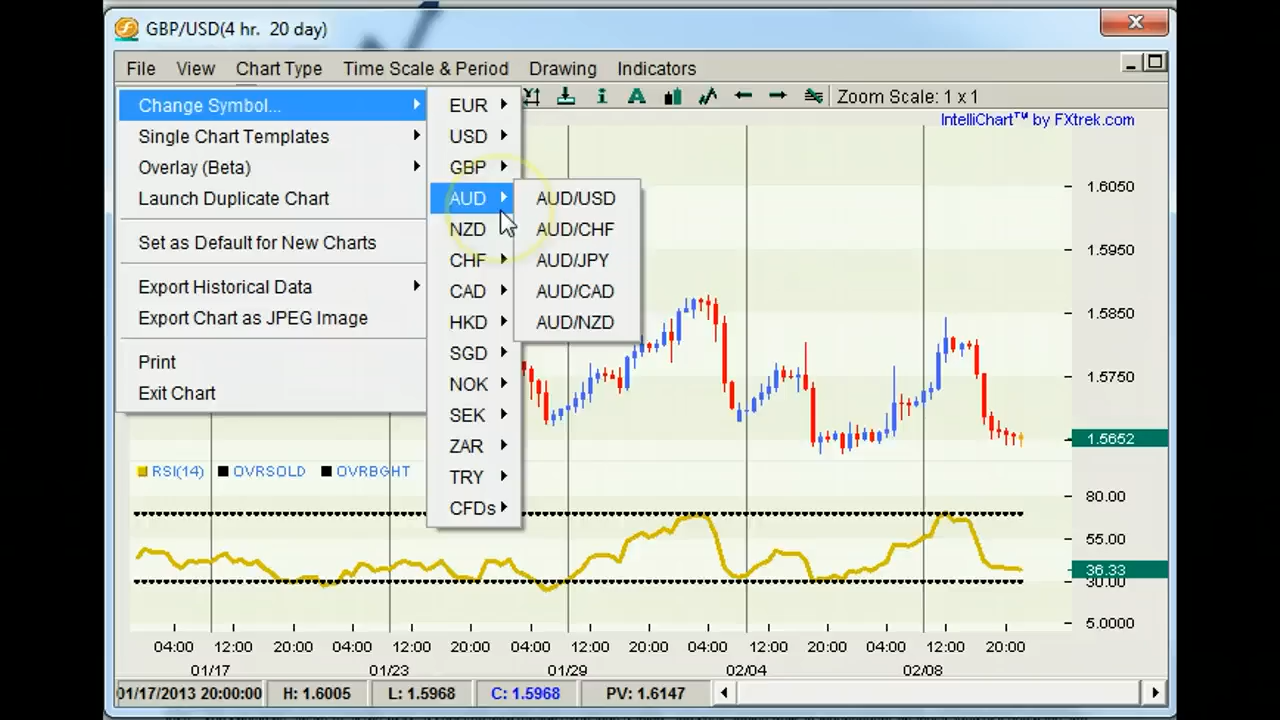 GBP/USD(4 hr.  20 day)
File View Chart Type Time Scale & Period Drawing Indicators
Zoom Scale: 1 x 1
IntelliChart™ by FXtrek.com
Change Symbol...
Single Chart Templates
Overlay (Beta)
Launch Duplicate Chart
Set as Default for New Charts
Export Historical Data
Export Chart as JPEG Image
Print
Exit Chart
EUR
USD
GBP
AUD
NZD
CHF
CAD
HKD
SGD
NOK
SEK
ZAR
TRY
CFDs
AUD/USD
AUD/CHF
AUD/JPY
AUD/CAD
AUD/NZD
1.6050
1.5950
1.5850
1.5750
1.5652
RSI(14) OVRSOLD OVRBGHT
80.00
55.00
36.33
30.00
5.0000
04:00 12:00 20:00 04:00 12:00 20:00 04:00 12:00 20:00 04:00 12:00 20:00 04:00 12:00 20:00
01/17 01/23 01/29 02/04 02/08
01/17/2013 20:00:00 H: 1.6005 L: 1.5968 C: 1.5968 PV: 1.6147